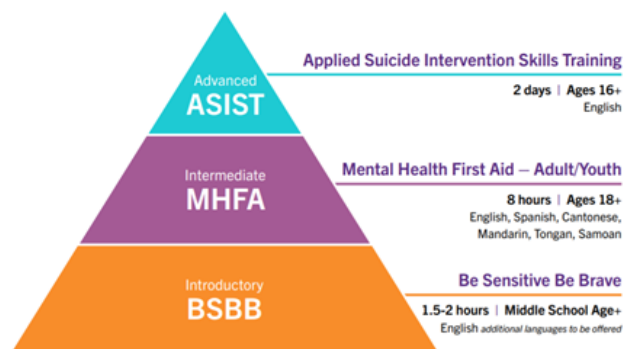 Advanced
ASIST
Applied Suicide Intervention Skills Training
2 days | Ages 16+
English
Intermediate
MHFA
Mental Health First Aid – Adult/Youth
8 hours | Ages 18+
English, Spanish, Cantonese,
Mandarin, Tongan, Samoan
Introductory
BSBB
Be Sensitive Be Brave
1.5-2 hours | Middle School Age+
English additional languages to be offered